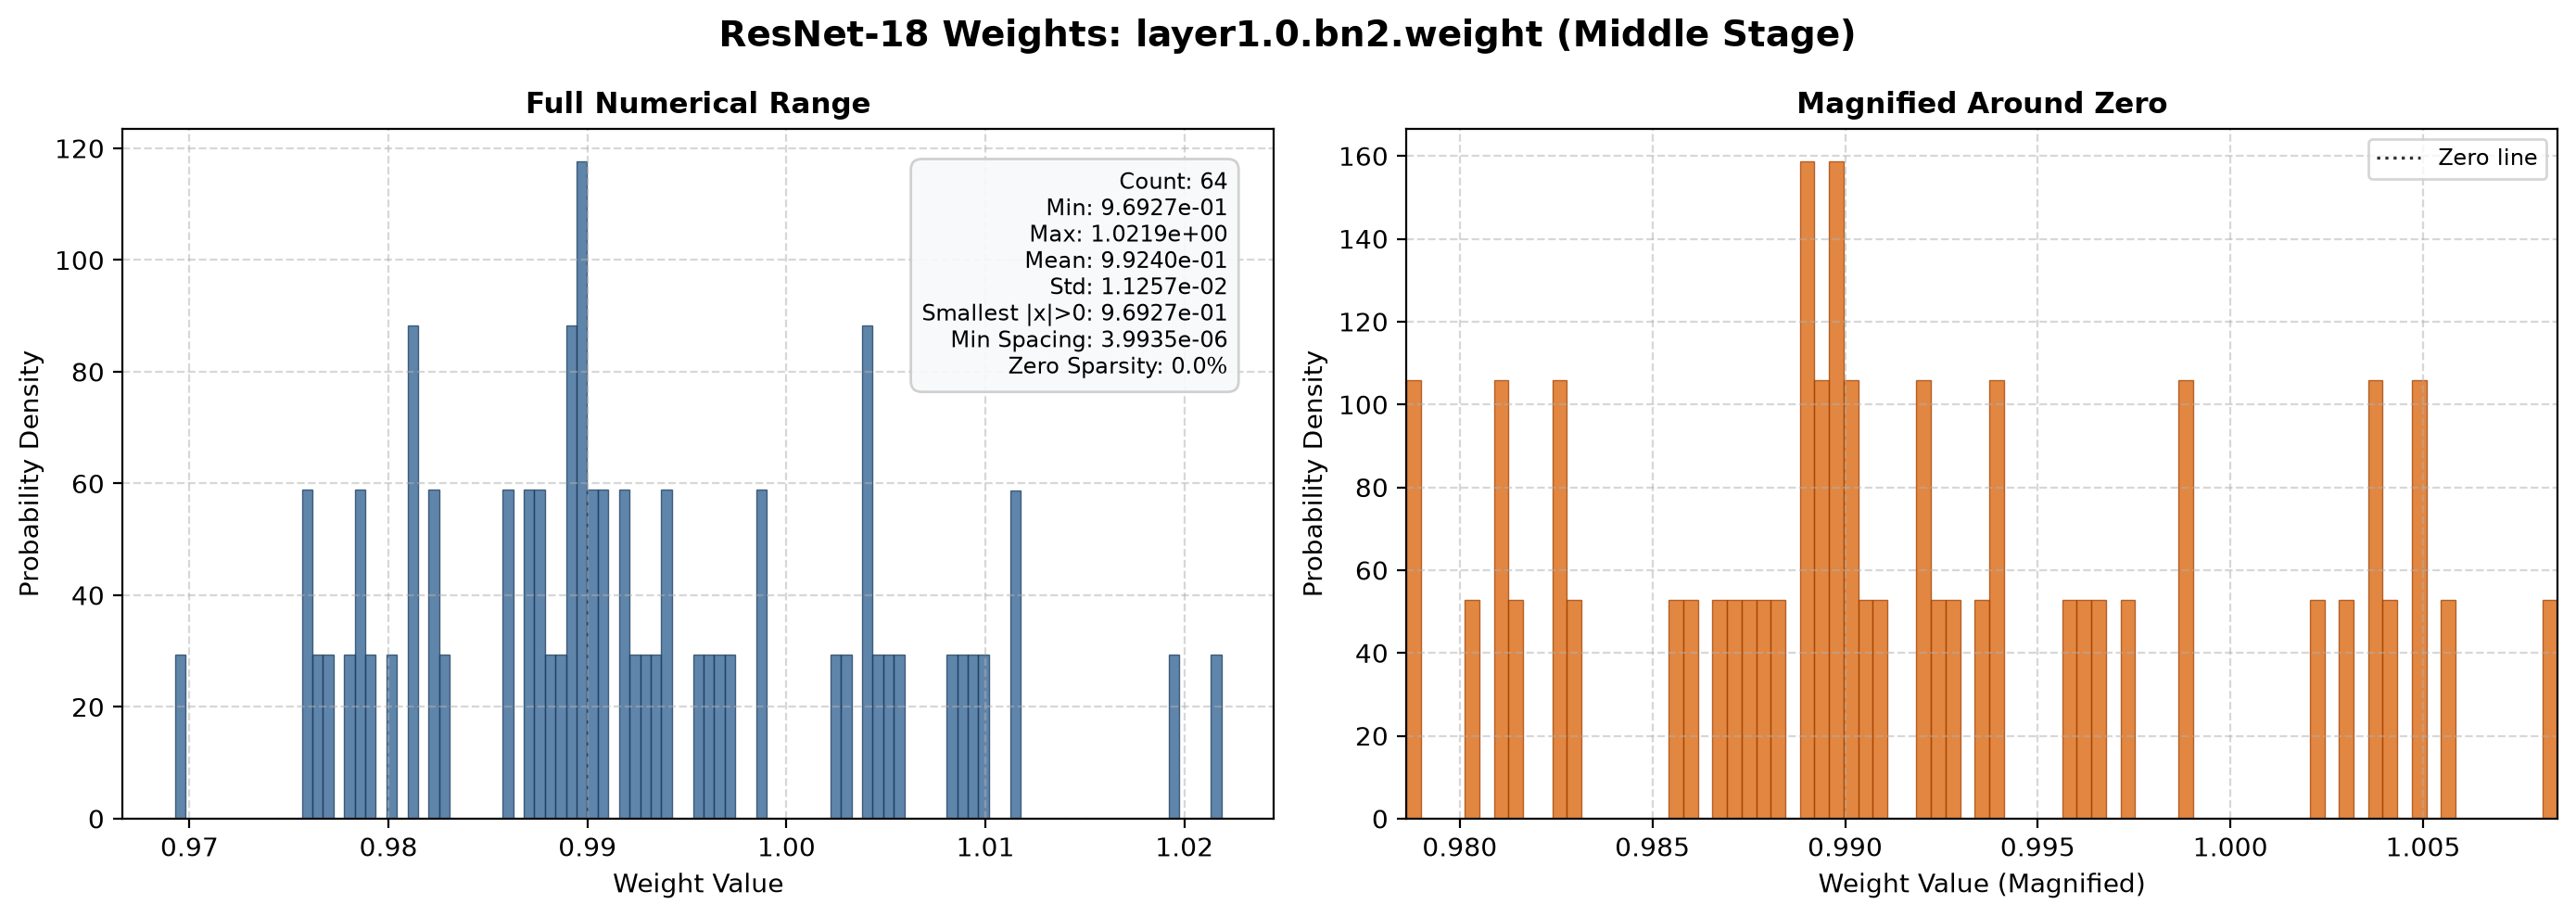 ResNet-18 Weights: layer1.0.bn2.weight (Middle Stage)
Full Numerical Range
120
100
80
60
40
20
0
Probability Density
Count: 64
Min: 9.6927e-01
Max: 1.0219e+00
Mean: 9.9240e-01
Std: 1.1257e-02
Smallest |x|>0: 9.6927e-01
Min Spacing: 3.9935e-06
Zero Sparsity: 0.0%
0.97 0.98 0.99 1.00 1.01 1.02
Weight Value
Magnified Around Zero
160
140
120
100
80
60
40
20
0
Probability Density
Zero line
0.980 0.985 0.990 0.995 1.000 1.005
Weight Value (Magnified)